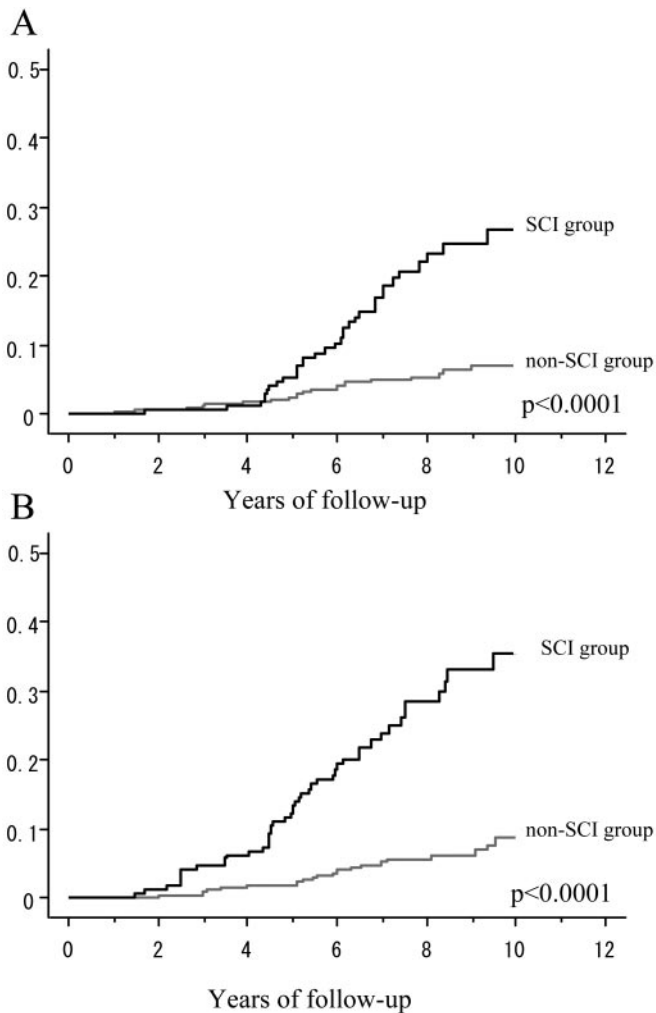 A
0.5
0.4
0.3
SCI group
0.2
0.1
non-SCI group
p<0.0001
0
0 2 4 6 8 10 12
Years of follow-up
B
0.5
0.4
SCI group
0.3
0.2
0.1
non-SCI group
p<0.0001
0
0 2 4 6 8 10 12
Years of follow-up